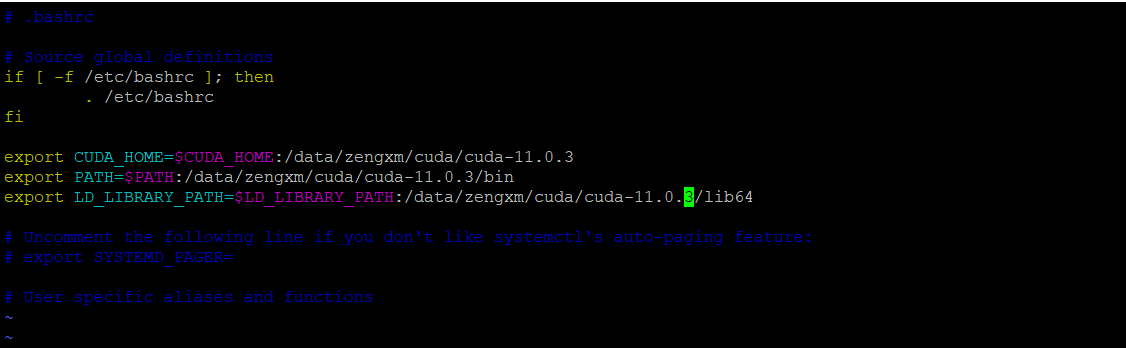 # .bashrc
# Source global definitions
if [ -f /etc/bashrc ]; then
        . /etc/bashrc
fi
export CUDA_HOME=$CUDA_HOME:/data/zengxm/cuda/cuda-11.0.3
export PATH=$PATH:/data/zengxm/cuda/cuda-11.0.3/bin
export LD_LIBRARY_PATH=$LD_LIBRARY_PATH:/data/zengxm/cuda/cuda-11.0.3/lib64
# Uncomment the following line if you don't like systemctl's auto-paging feature:
# export SYSTEMD_PAGER=
# User specific aliases and functions
~
~